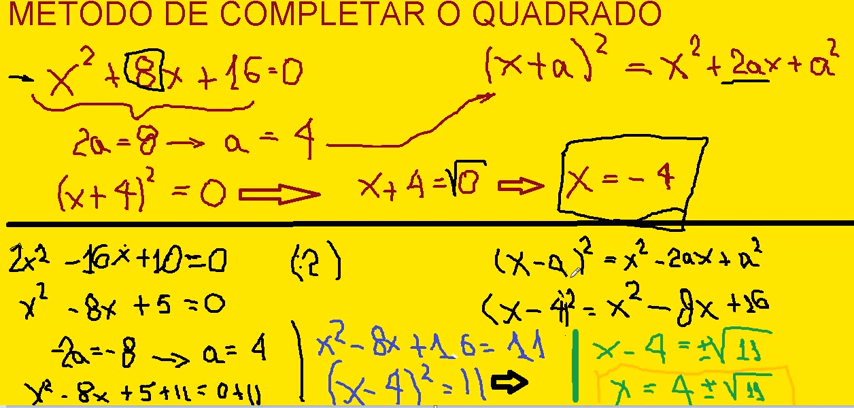 METODO DE COMPLETAR O QUADRADO
→ x² + 8x + 16 = 0
(x+a)² = x² + 2ax + a²
2a = 8 → a = 4
(x+4)² = 0 ⇒ x + 4 = √0 ⇒ x = - 4
2x² - 16x + 10 = 0 (:2)
x² - 8x + 5 = 0
-2a = -8 → a = 4
x² - 8x + 5 + 11 = 0 + 11
(x-a)² = x² - 2ax + a²
(x-4)² = x² - 8x + 16
x² - 8x + 16 = 11
(x-4)² = 11 ⇒
x - 4 = ±√11
x = 4 ± √11